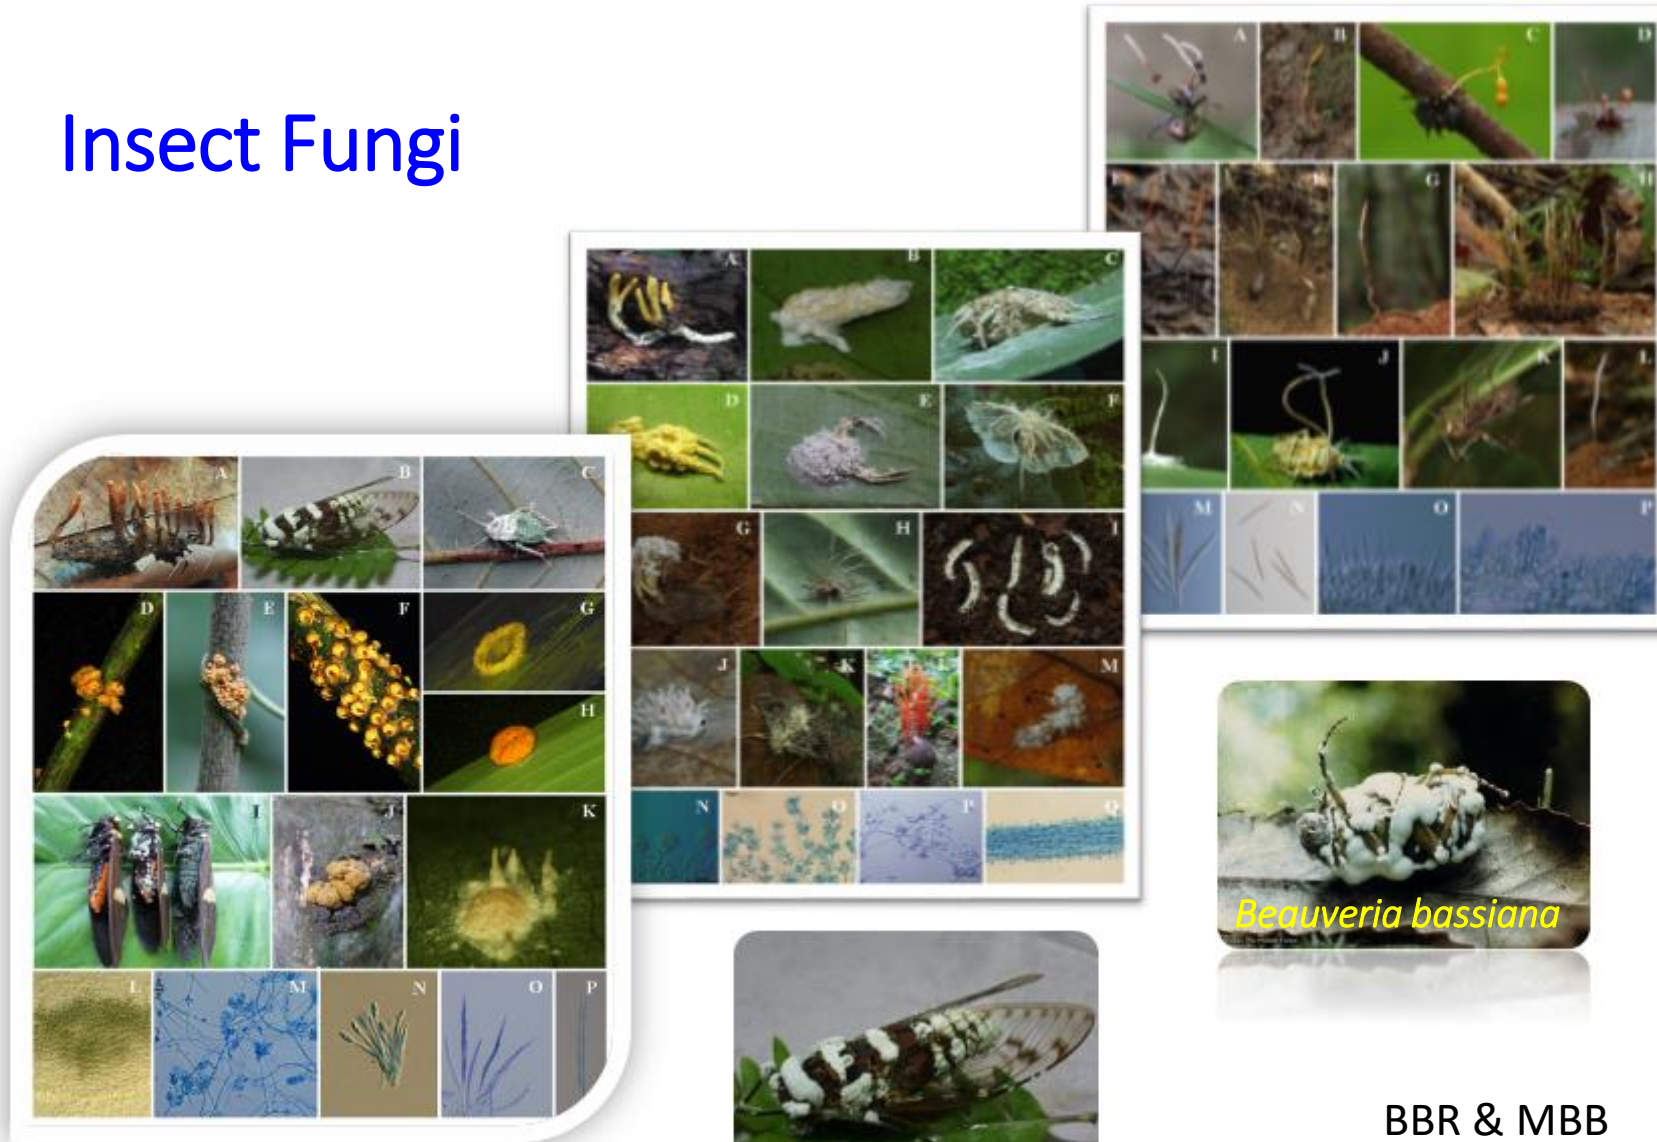 Insect Fungi
A B C D
G H
I J K L
M N O P
A B C
D E F
G H I
J K L M
N O P Q
A B C
D E F G
H
I J K
L M N O P
Beauveria bassiana
BBR & MBB